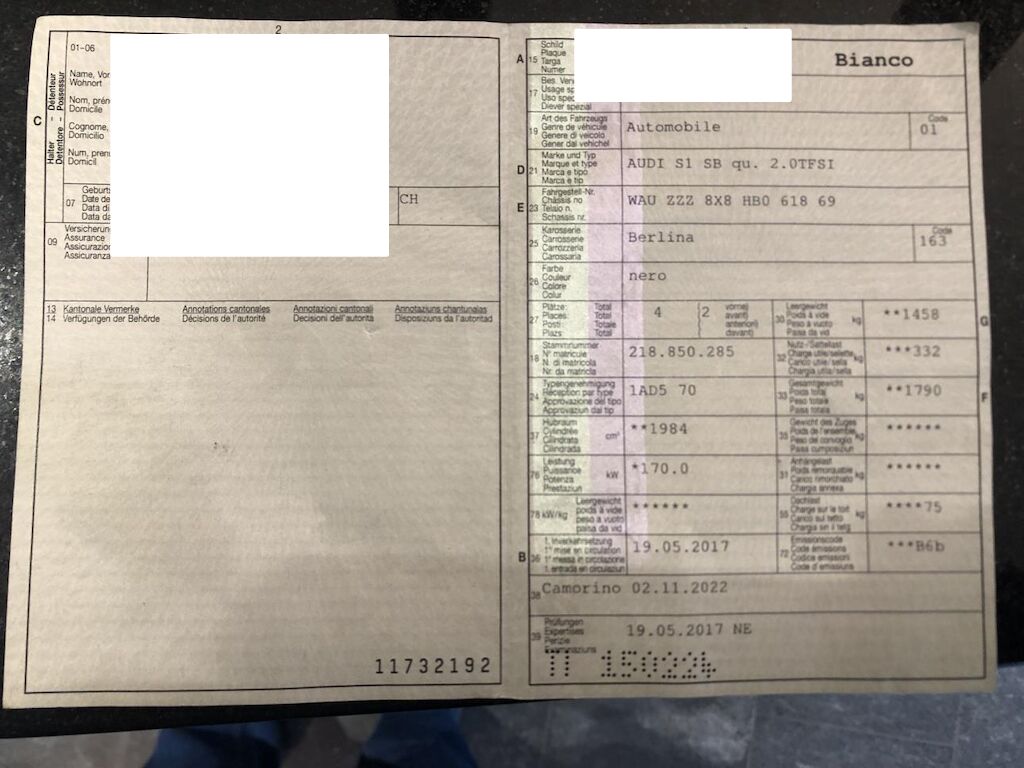 2
01-06
Name, Vor
Wohnort
Nom, prén
Domicile
Cognome,
Domicilio
Num, pren
Domicil
C
Halter - Détenteur
Detentore - Possessur
07
Geburts
Date de
Data di
Data da
CH
09
Versicherun
Assurance
Assicurazion
Assicuranza
13 Kantonale Vermerke Annotations cantonales Annotazioni cantonali Annotaziuns chantunalas
14 Verfügungen der Behörde Décisions de l'autorité Decisioni dell'autorità Disposiziuns da l'autoritad
11732192
A 15
Schild
Plaque
Targa
Numer
Bianco
17
Bes. Ver
Usage sp
Uso spec
Diever spezial
19
Art des Fahrzeugs
Genre de véhicule
Genere di veicolo
Gener dal vehichel
Automobile
Code
01
D 21
Marke und Typ
Marque et type
Marca e tipo
Marca e tip
AUDI S1 SB qu. 2.0TFSI
E 23
Fahrgestell-Nr.
Châssis no
Telaio n.
Schassis nr.
WAU ZZZ 8X8 HB0 618 69
25
Karosserie
Carrosserie
Carrozzeria
Carossaria
Berlina
Code
163
26
Farbe
Couleur
Colore
Colur
nero
27
Plätze: Total
Places: Total
Posti: Totale
Plazs: Total
4 (2
vorne)
avant)
anteriori)
davant)
30
Leergewicht
Poids à vide
Peso a vuoto
Paisa da vid
kg
**1458
G
18
Stammnummer
N° matricule
N. di matricola
Nr. da matricla
218.850.285
32
Nutz-/Sattellast
Charge utile/sellette
Carico utile/sella
Chargia utila/sella
kg
***332
24
Typengenehmigung
Réception par type
Approvazione del tipo
Approvaziun dal tip
1AD5 70
33
Gesamtgewicht
Poids total
Peso totale
Paisa totala
kg
**1790
F
37
Hubraum
Cylindrée
Cilindrata
Cilindrada
cm³
**1984
35
Gewicht des Zuges
Poids de l'ensemble
Peso del convoglio
Paisa cumposiziun
kg
******
76
Leistung
Puissance
Potenza
Prestaziun
kW
*170.0
31
Anhängelast
Poids remorquable
Carico rimorchiato
Chargia annexa
kg
******
78 kW/kg
Leergewicht
poids à vide
peso a vuoto
paisa da vid
******
55
Dachlast
Charge sur le toit
Carico sul tetto
Chargia sin il tetg
kg
****75
B 36
1. Inverkehrsetzung
1re mise en circulation
1a messa in circolazione
1. entrada en circulaziun
19.05.2017
72
Emissionscode
Code émissions
Codice emissioni
Code d'emissiuns
***B6b
38 Camorino 02.11.2022
39
Prüfungen
Expertises
Perizie
Examinaziuns
19.05.2017 NE
TI 150224